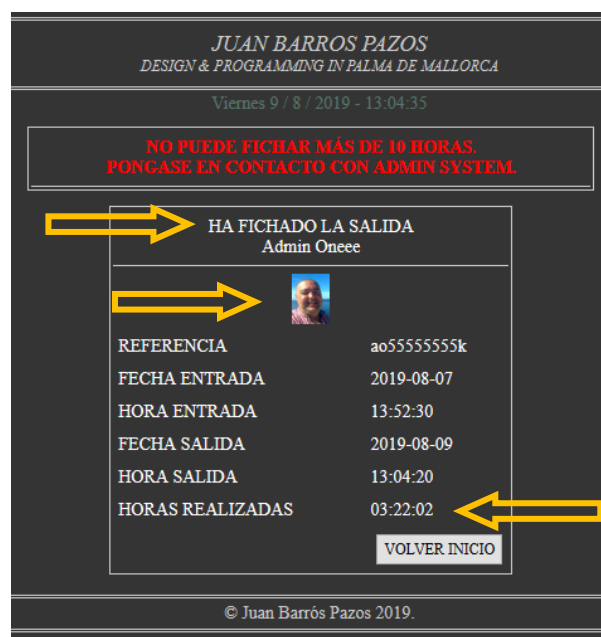 JUAN BARROS PAZOS
DESIGN & PROGRAMMING IN PALMA DE MALLORCA
Viernes 9 / 8 / 2019 - 13:04:35
NO PUEDE FICHAR MÁS DE 10 HORAS.
PONGASE EN CONTACTO CON ADMIN SYSTEM.
HA FICHADO LA SALIDA
Admin Oneee
REFERENCIA ao55555555k
FECHA ENTRADA 2019-08-07
HORA ENTRADA 13:52:30
FECHA SALIDA 2019-08-09
HORA SALIDA 13:04:20
HORAS REALIZADAS 03:22:02
VOLVER INICIO
© Juan Barrós Pazos 2019.